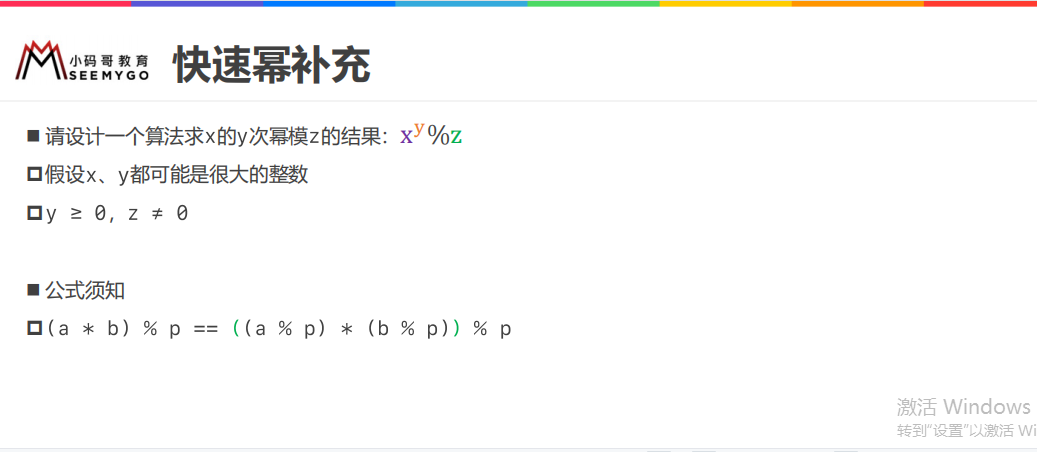 小码哥教育
SEEMYGO
快速幂补充
请设计一个算法求x的y次幂模z的结果：x^y%z
假设x、y都可能是很大的整数
y ≥ 0, z ≠ 0
公式须知
(a * b) % p == ((a % p) * (b % p)) % p
激活 Windows
转到“设置”以激活 Wi